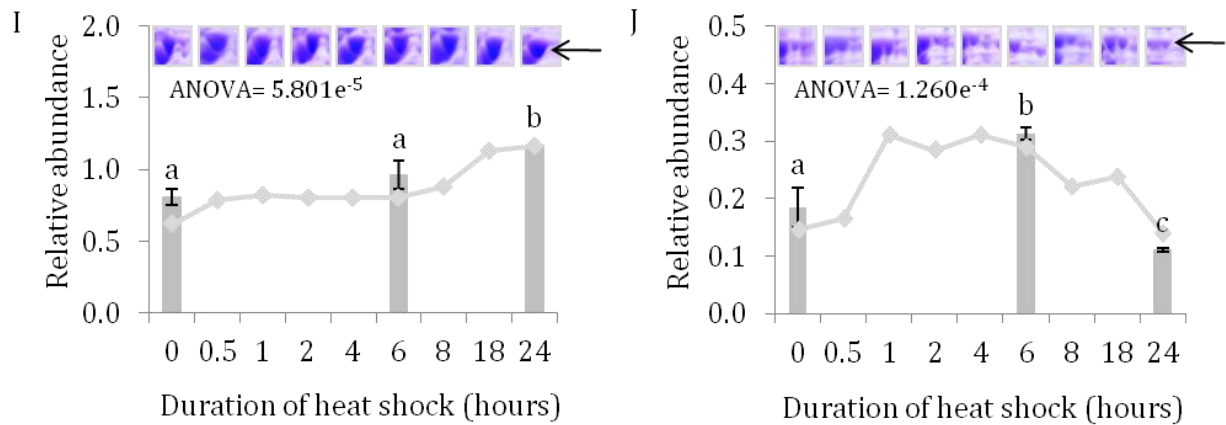 I
2.0
ANOVA= 5.801e-5
1.5
b
a
a
1.0
0.5
0.0
Relative abundance
0 0.5 1 2 4 6 8 18 24
Duration of heat shock (hours)
J
0.5
ANOVA= 1.260e-4
0.4
b
0.3
a
0.2
c
0.1
0.0
Relative abundance
0 0.5 1 2 4 6 8 18 24
Duration of heat shock (hours)